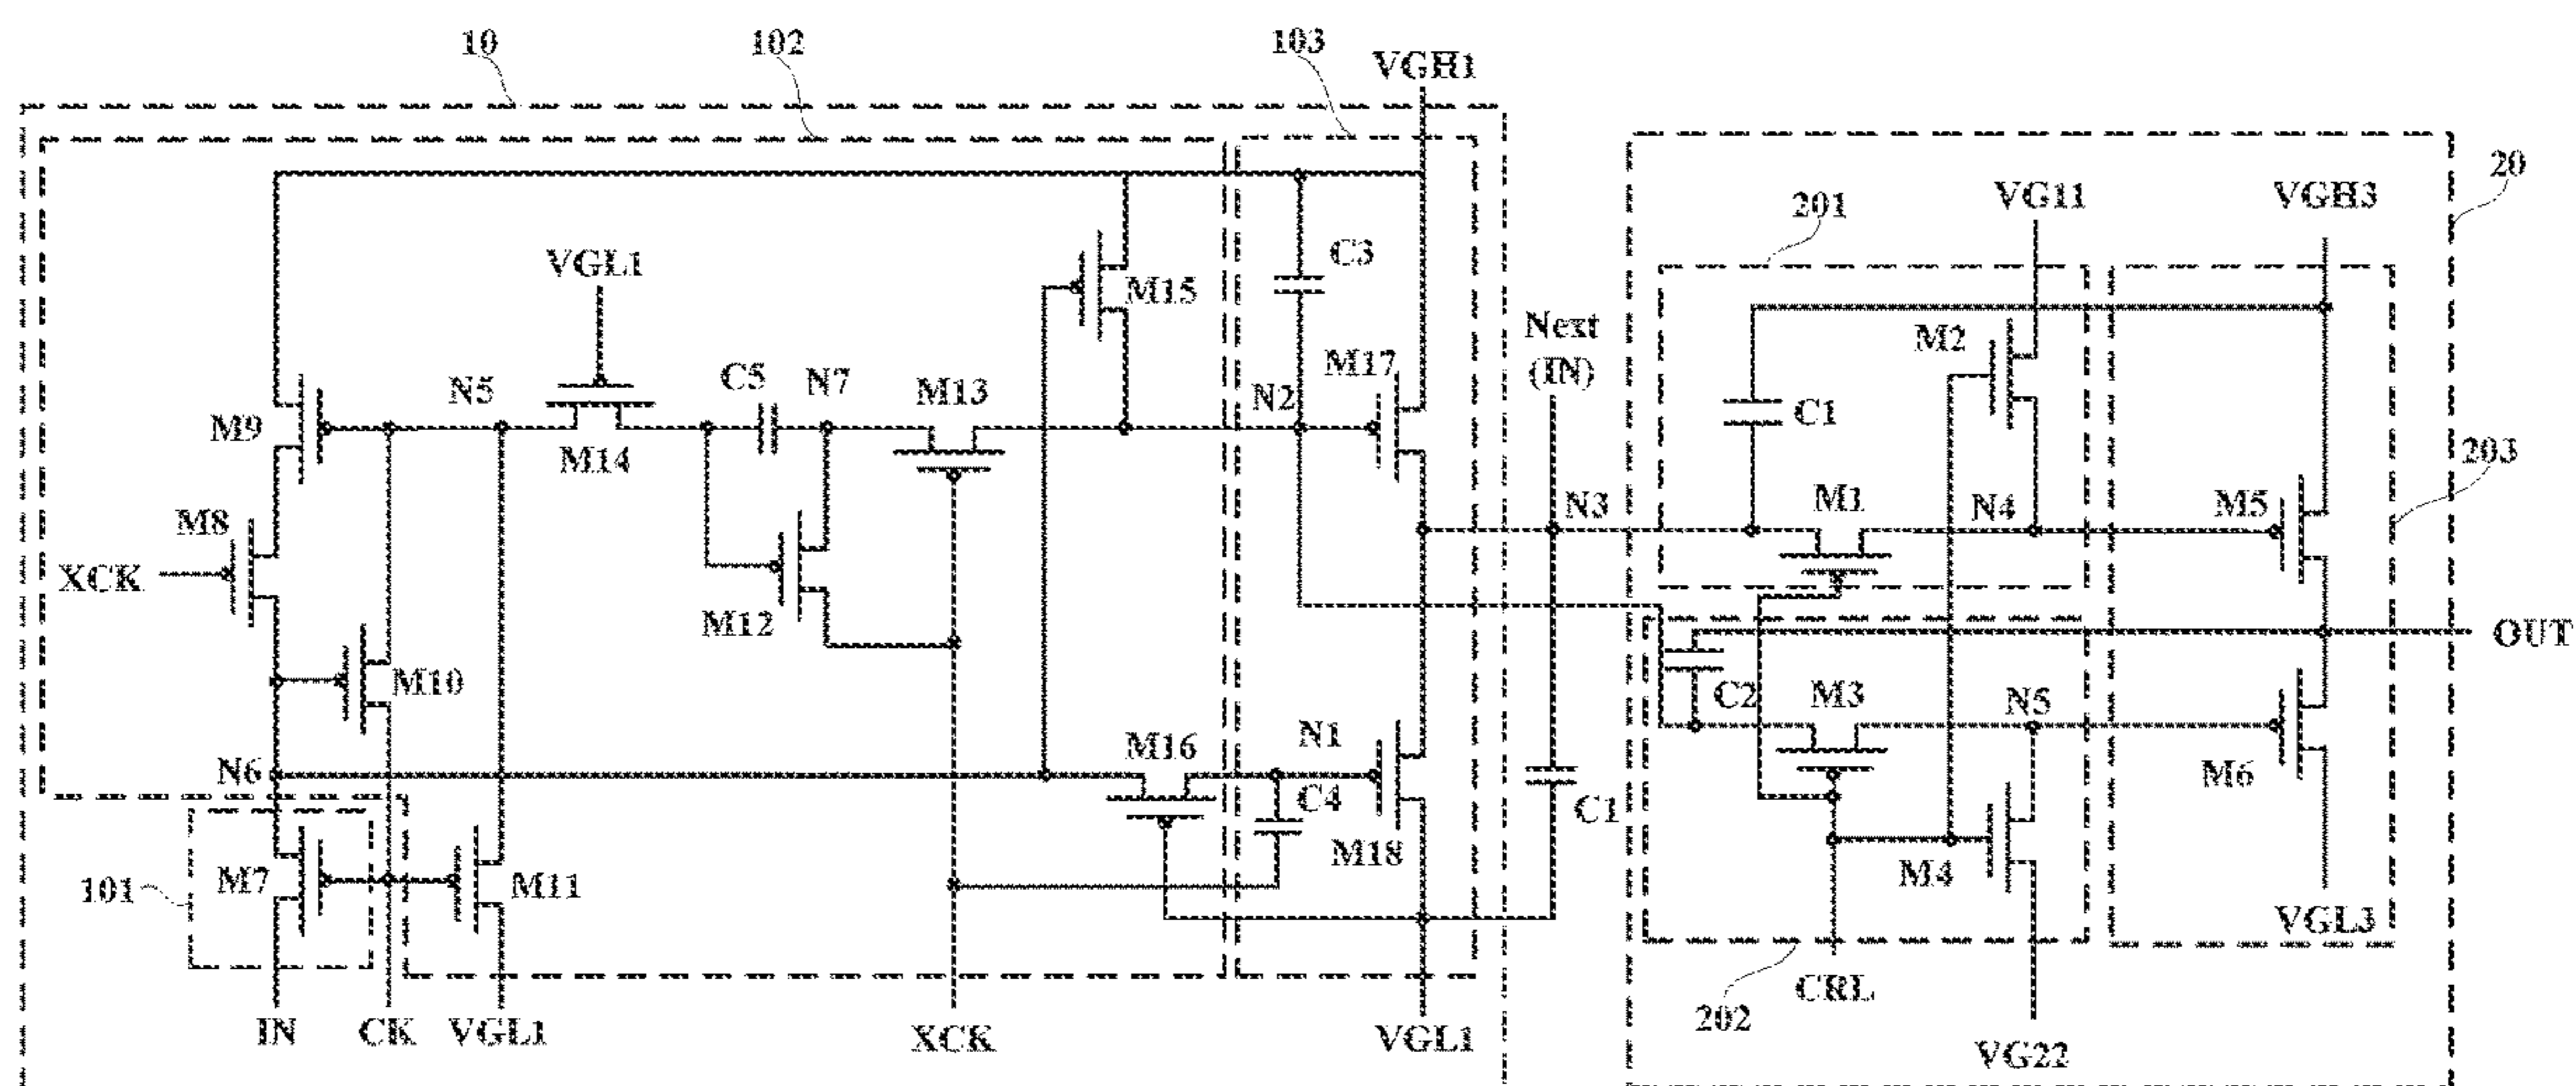 10
102
103
VGH1
20
201
VG11
VGH3
VGL1
C3
M15
Next
(IN)
M2
M17
N5
C5
N7
M13
N2
C1
203
M9
M14
M8
M1
N3
N4
M5
XCK
M12
OUT
M10
C2
M3
N5
M16
N1
M6
N6
C4
C1
M18
M7
M11
M4
101
VGL3
CRL
202
IN
CK
VGL1
XCK
VGL1
VG22